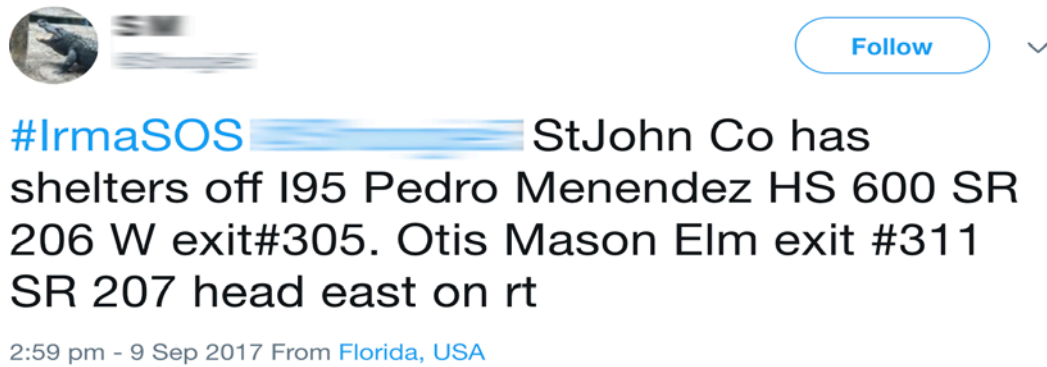 Follow
#IrmaSOS StJohn Co has
shelters off I95 Pedro Menendez HS 600 SR
206 W exit#305. Otis Mason Elm exit #311
SR 207 head east on rt
2:59 pm - 9 Sep 2017 From Florida, USA